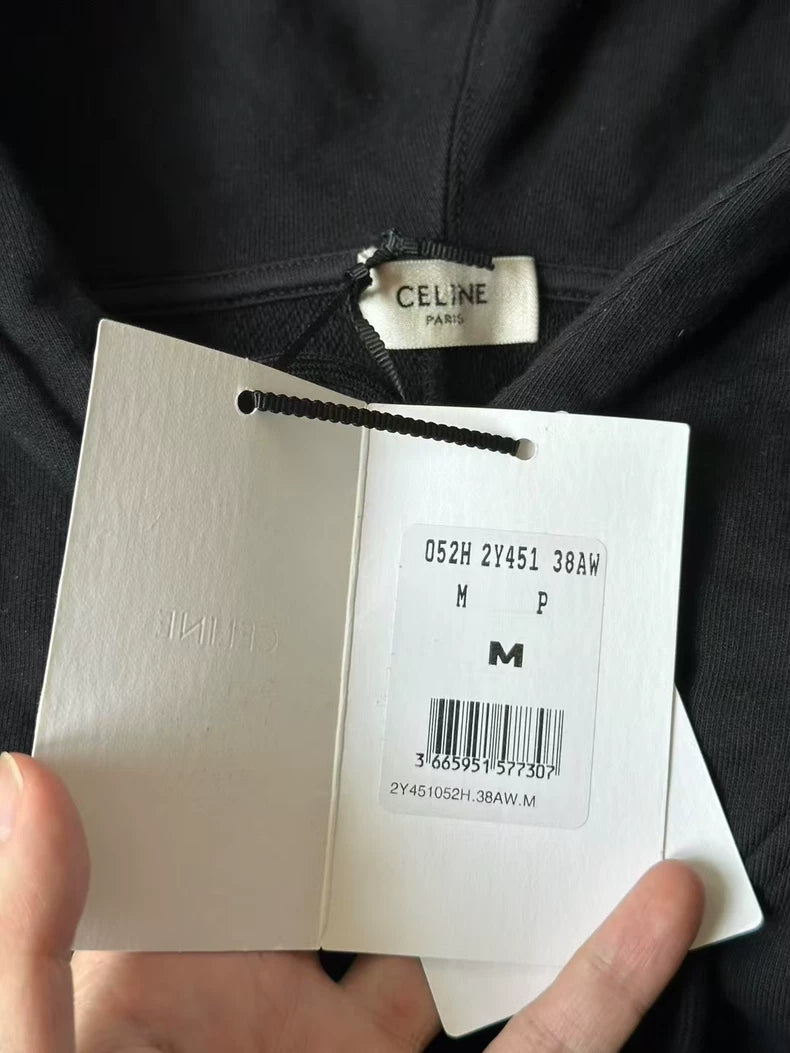 CELINE
PARIS
CELINE
052H 2Y451 38AW
M P
M
3 665951 577307
2Y451052H.38AW.M